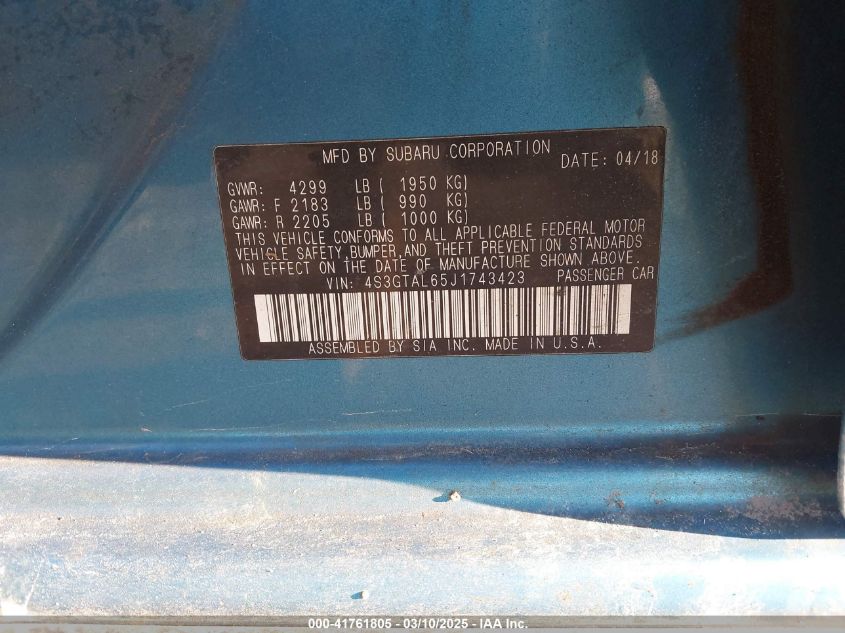 MFD BY SUBARU CORPORATION DATE: 04/18
GVWR: 4299 LB ( 1950 KG)
GAWR: F 2183 LB ( 990 KG)
GAWR: R 2205 LB ( 1000 KG)
THIS VEHICLE CONFORMS TO ALL APPLICABLE FEDERAL MOTOR
VEHICLE SAFETY,BUMPER,AND THEFT PREVENTION STANDARDS
IN EFFECT ON THE DATE OF MANUFACTURE SHOWN ABOVE.
VIN: 4S3GTAL65J1743423 PASSENGER CAR
ASSEMBLED BY SIA INC. MADE IN U.S.A.
000-41761805 - 03/10/2025 - IAA Inc.